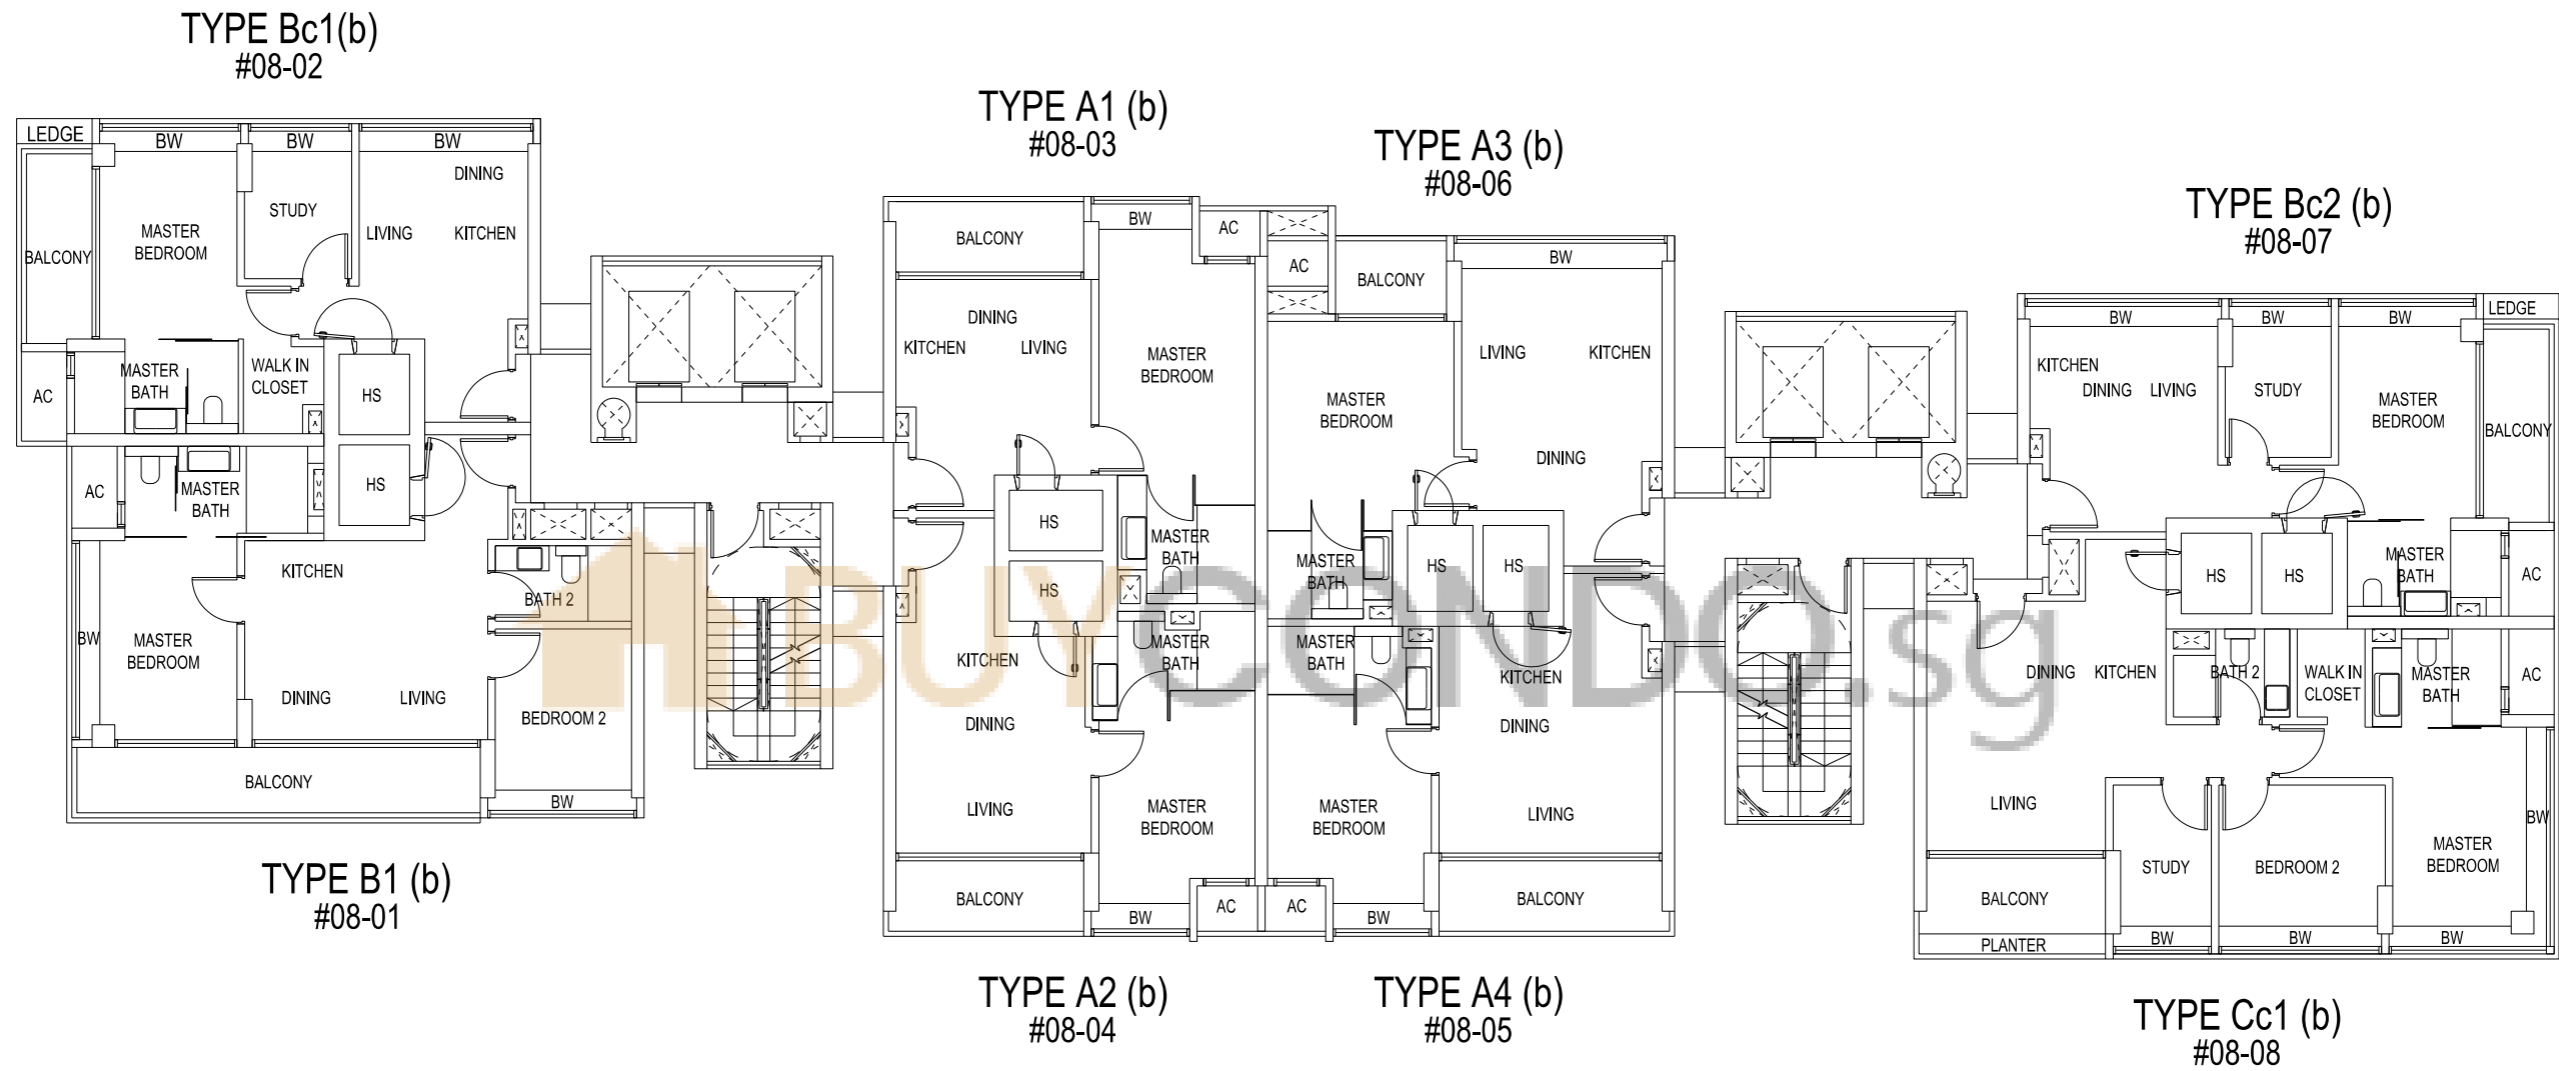 TYPE Bc1(b)
#08-02
LEDGE
BW
BW
BW
DINING
STUDY
MASTER
BEDROOM
LIVING
KITCHEN
BALCONY
MASTER
BATH
WALK IN
CLOSET
HS
AC
AC
MASTER
BATH
HS
KITCHEN
BATH 2
BW
MASTER
BEDROOM
DINING
LIVING
BEDROOM 2
BALCONY
BW
TYPE B1 (b)
#08-01
TYPE A1 (b)
#08-03
BALCONY
BW
AC
DINING
KITCHEN
LIVING
MASTER
BEDROOM
HS
MASTER
BATH
HS
KITCHEN
MASTER
BATH
DINING
LIVING
MASTER
BEDROOM
BALCONY
BW
AC
TYPE A2 (b)
#08-04
TYPE A3 (b)
#08-06
AC
BALCONY
BW
LIVING
KITCHEN
MASTER
BEDROOM
DINING
MASTER
BATH
HS
HS
MASTER
BATH
KITCHEN
DINING
MASTER
BEDROOM
LIVING
AC
BW
BALCONY
TYPE A4 (b)
#08-05
TYPE Bc2 (b)
#08-07
BW
BW
BW
LEDGE
KITCHEN
DINING
LIVING
STUDY
MASTER
BEDROOM
BALCONY
HS
HS
MASTER
BATH
AC
DINING
KITCHEN
BATH 2
WALK IN
CLOSET
MASTER
BATH
AC
LIVING
BW
STUDY
BEDROOM 2
MASTER
BEDROOM
BALCONY
PLANTER
BW
BW
BW
TYPE Cc1 (b)
#08-08
BUYCONDO.sg